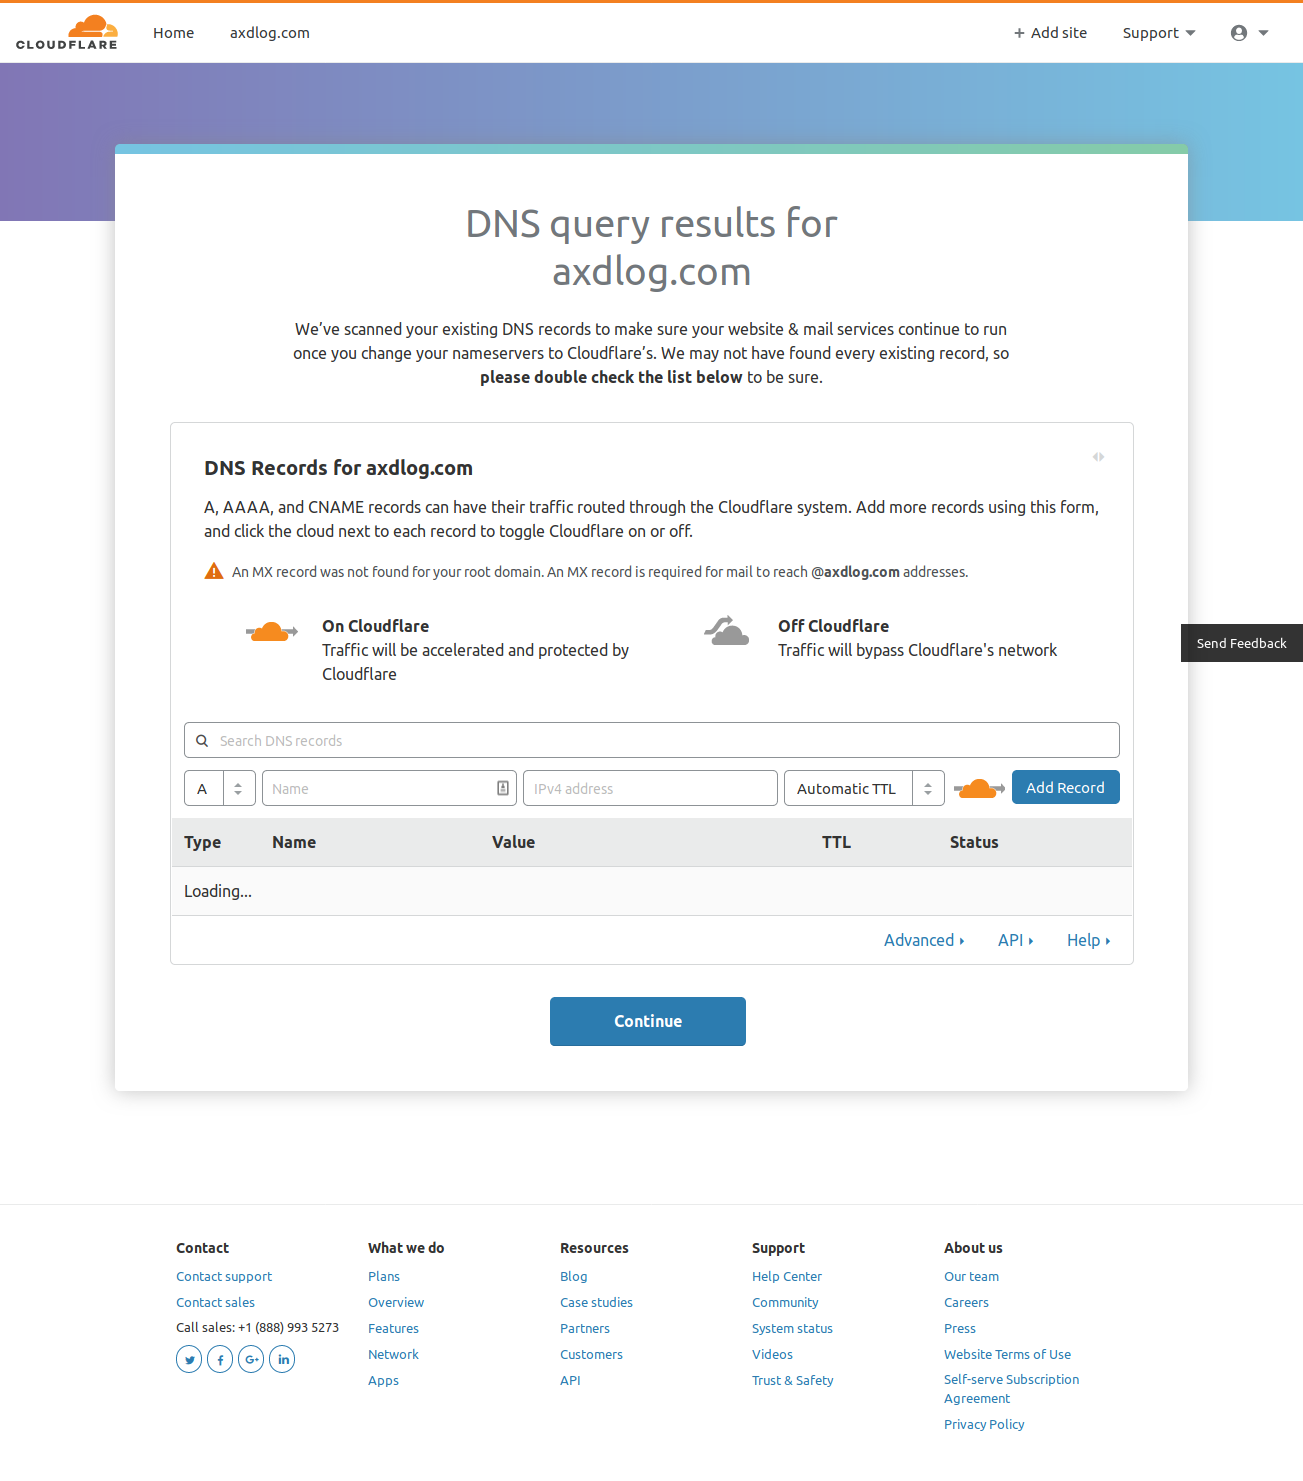 CLOUDFLARE
Home
axdlog.com
+ Add site
Support
DNS query results for
axdlog.com
We’ve scanned your existing DNS records to make sure your website & mail services continue to run
once you change your nameservers to Cloudflare’s. We may not have found every existing record, so
please double check the list below to be sure.
DNS Records for axdlog.com
A, AAAA, and CNAME records can have their traffic routed through the Cloudflare system. Add more records using this form,
and click the cloud next to each record to toggle Cloudflare on or off.
An MX record was not found for your root domain. An MX record is required for mail to reach @axdlog.com addresses.
On Cloudflare
Traffic will be accelerated and protected by
Cloudflare
Off Cloudflare
Traffic will bypass Cloudflare's network
Send Feedback
Search DNS records
A
Name
IPv4 address
Automatic TTL
Add Record
Type
Name
Value
TTL
Status
Loading...
Advanced
API
Help
Continue
Contact
Contact support
Contact sales
Call sales: +1 (888) 993 5273
What we do
Plans
Overview
Features
Network
Apps
Resources
Blog
Case studies
Partners
Customers
API
Support
Help Center
Community
System status
Videos
Trust & Safety
About us
Our team
Careers
Press
Website Terms of Use
Self-serve Subscription
Agreement
Privacy Policy